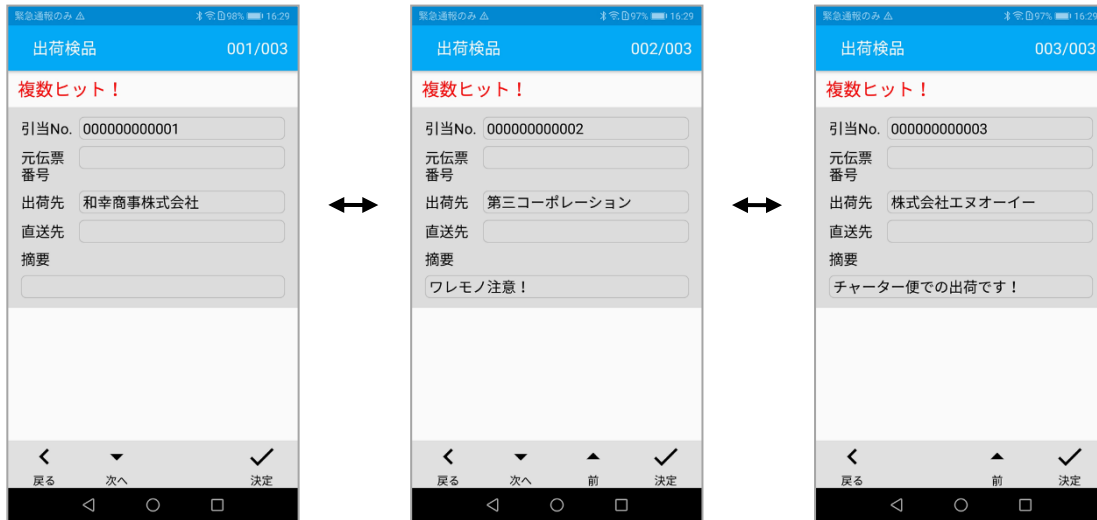 緊急通報のみ 98% 16:29
出荷検品 001/003
複数ヒット！
引当No. 000000000001
元伝票
番号
出荷先 和幸商事株式会社
直送先
摘要
戻る 次へ 決定
緊急通報のみ 97% 16:29
出荷検品 002/003
複数ヒット！
引当No. 000000000002
元伝票
番号
出荷先 第三コーポレーション
直送先
摘要
ワレモノ注意！
戻る 次へ 前 決定
緊急通報のみ 97% 16:29
出荷検品 003/003
複数ヒット！
引当No. 000000000003
元伝票
番号
出荷先 株式会社エヌオーイー
直送先
摘要
チャーター便での出荷です！
戻る 前 決定